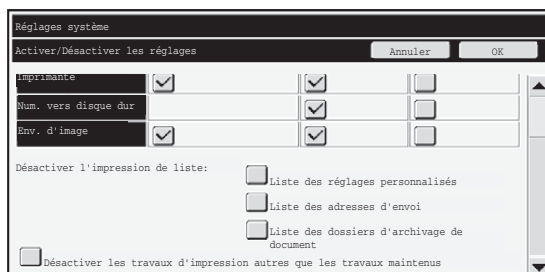 Réglages système
Activer/Désactiver les réglages
Annuler
OK
Imprimante
Num. vers disque dur
Env. d'image
Désactiver l'impression de liste:
Liste des réglages personnalisés
Liste des adresses d'envoi
Liste des dossiers d'archivage de
document
Désactiver les travaux d'impression autres que les travaux maintenus